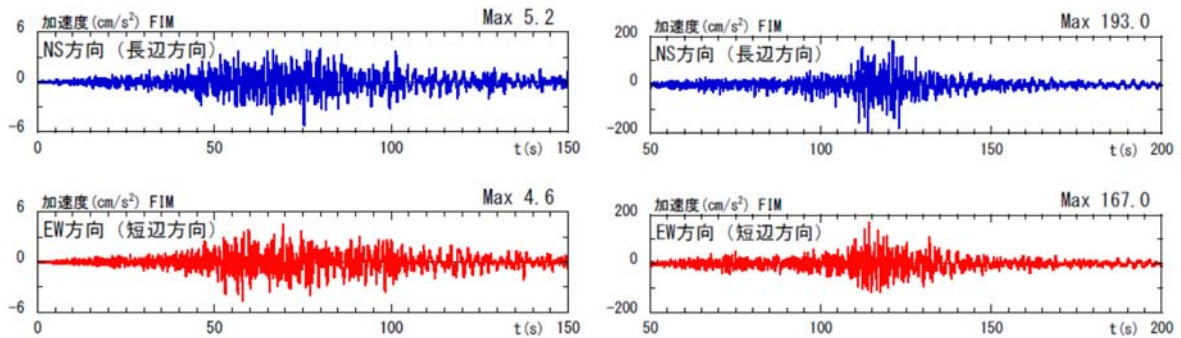 6 加速度(cm/s²) FIM Max 5.2
NS方向（長辺方向）
0
-6
0 50 100 t(s) 150
加速度(cm/s²) FIM Max 193.0
200
NS方向（長辺方向）
0
-200
50 100 150 t(s) 200
6 加速度(cm/s²) FIM Max 4.6
EW方向（短辺方向）
0
-6
0 50 100 t(s) 150
加速度(cm/s²) FIM Max 167.0
200
EW方向（短辺方向）
0
-200
50 100 150 t(s) 200